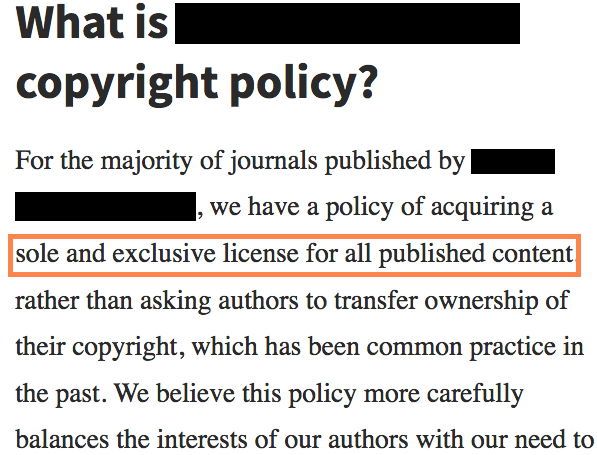 What is
copyright policy?
For the majority of journals published by
, we have a policy of acquiring a
sole and exclusive license for all published content,
rather than asking authors to transfer ownership of
their copyright, which has been common practice in
the past. We believe this policy more carefully
balances the interests of our authors with our need to